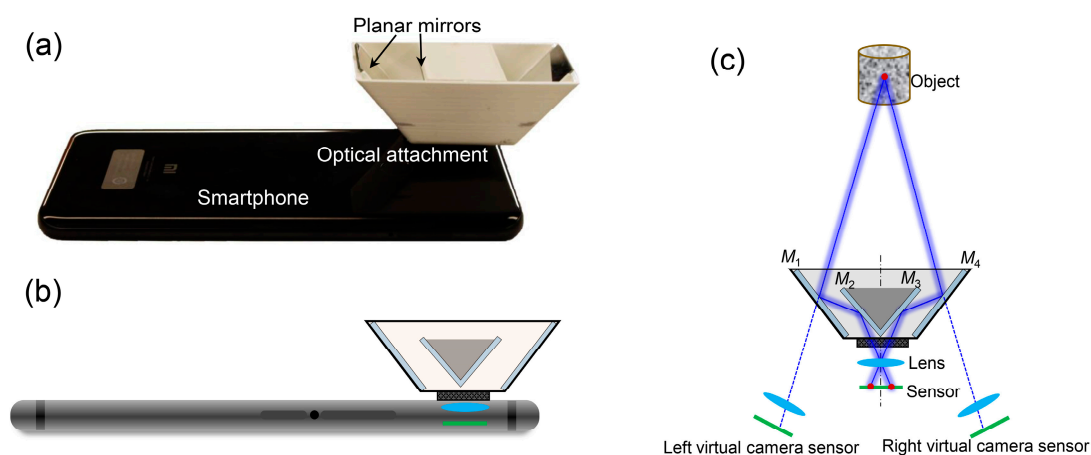 (a)
Planar mirrors
Optical attachment
Smartphone
mi
(b)
(c)
Object
M1
M2
M3
M4
Lens
Sensor
Left virtual camera sensor
Right virtual camera sensor